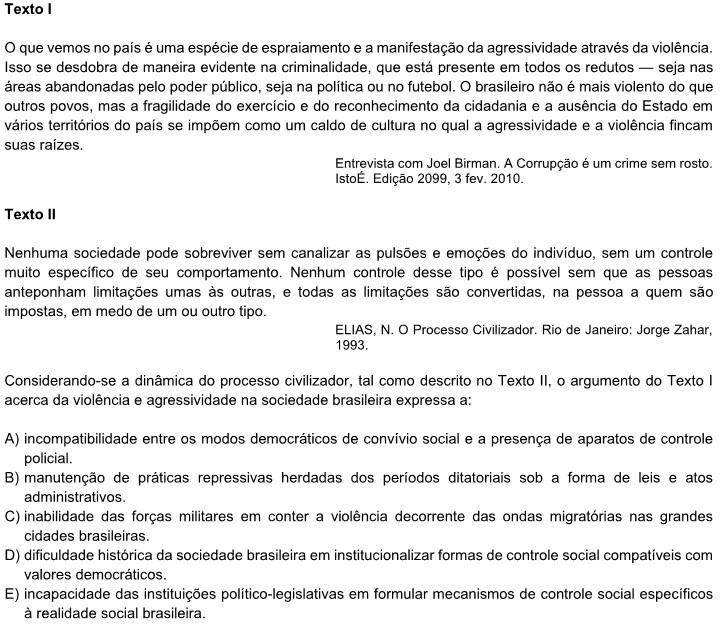 Texto I
O que vemos no país é uma espécie de espraiamento e a manifestação da agressividade através da violência.
Isso se desdobra de maneira evidente na criminalidade, que está presente em todos os redutos — seja nas
áreas abandonadas pelo poder público, seja na política ou no futebol. O brasileiro não é mais violento do que
outros povos, mas a fragilidade do exercício e do reconhecimento da cidadania e a ausência do Estado em
vários territórios do país se impõem como um caldo de cultura no qual a agressividade e a violência fincam
suas raízes.
Entrevista com Joel Birman. A Corrupção é um crime sem rosto.
IstoÉ. Edição 2099, 3 fev. 2010.
Texto II
Nenhuma sociedade pode sobreviver sem canalizar as pulsões e emoções do indivíduo, sem um controle
muito específico de seu comportamento. Nenhum controle desse tipo é possível sem que as pessoas
anteponham limitações umas às outras, e todas as limitações são convertidas, na pessoa a quem são
impostas, em medo de um ou outro tipo.
ELIAS, N. O Processo Civilizador. Rio de Janeiro: Jorge Zahar,
1993.
Considerando-se a dinâmica do processo civilizador, tal como descrito no Texto II, o argumento do Texto I
acerca da violência e agressividade na sociedade brasileira expressa a:
A) incompatibilidade entre os modos democráticos de convívio social e a presença de aparatos de controle
policial.
B) manutenção de práticas repressivas herdadas dos períodos ditatoriais sob a forma de leis e atos
administrativos.
C) inabilidade das forças militares em conter a violência decorrente das ondas migratórias nas grandes
cidades brasileiras.
D) dificuldade histórica da sociedade brasileira em institucionalizar formas de controle social compatíveis com
valores democráticos.
E) incapacidade das instituições político-legislativas em formular mecanismos de controle social específicos
à realidade social brasileira.